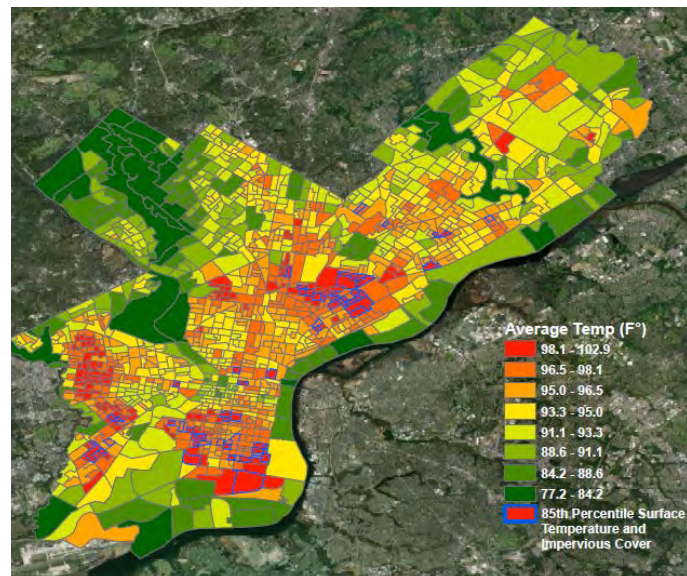 Average Temp (F°)
98.1 - 102.9
96.5 - 98.1
95.0 - 96.5
93.3 - 95.0
91.1 - 93.3
88.6 - 91.1
84.2 - 88.6
77.2 - 84.2
85th Percentile Surface
Temperature and
Impervious Cover